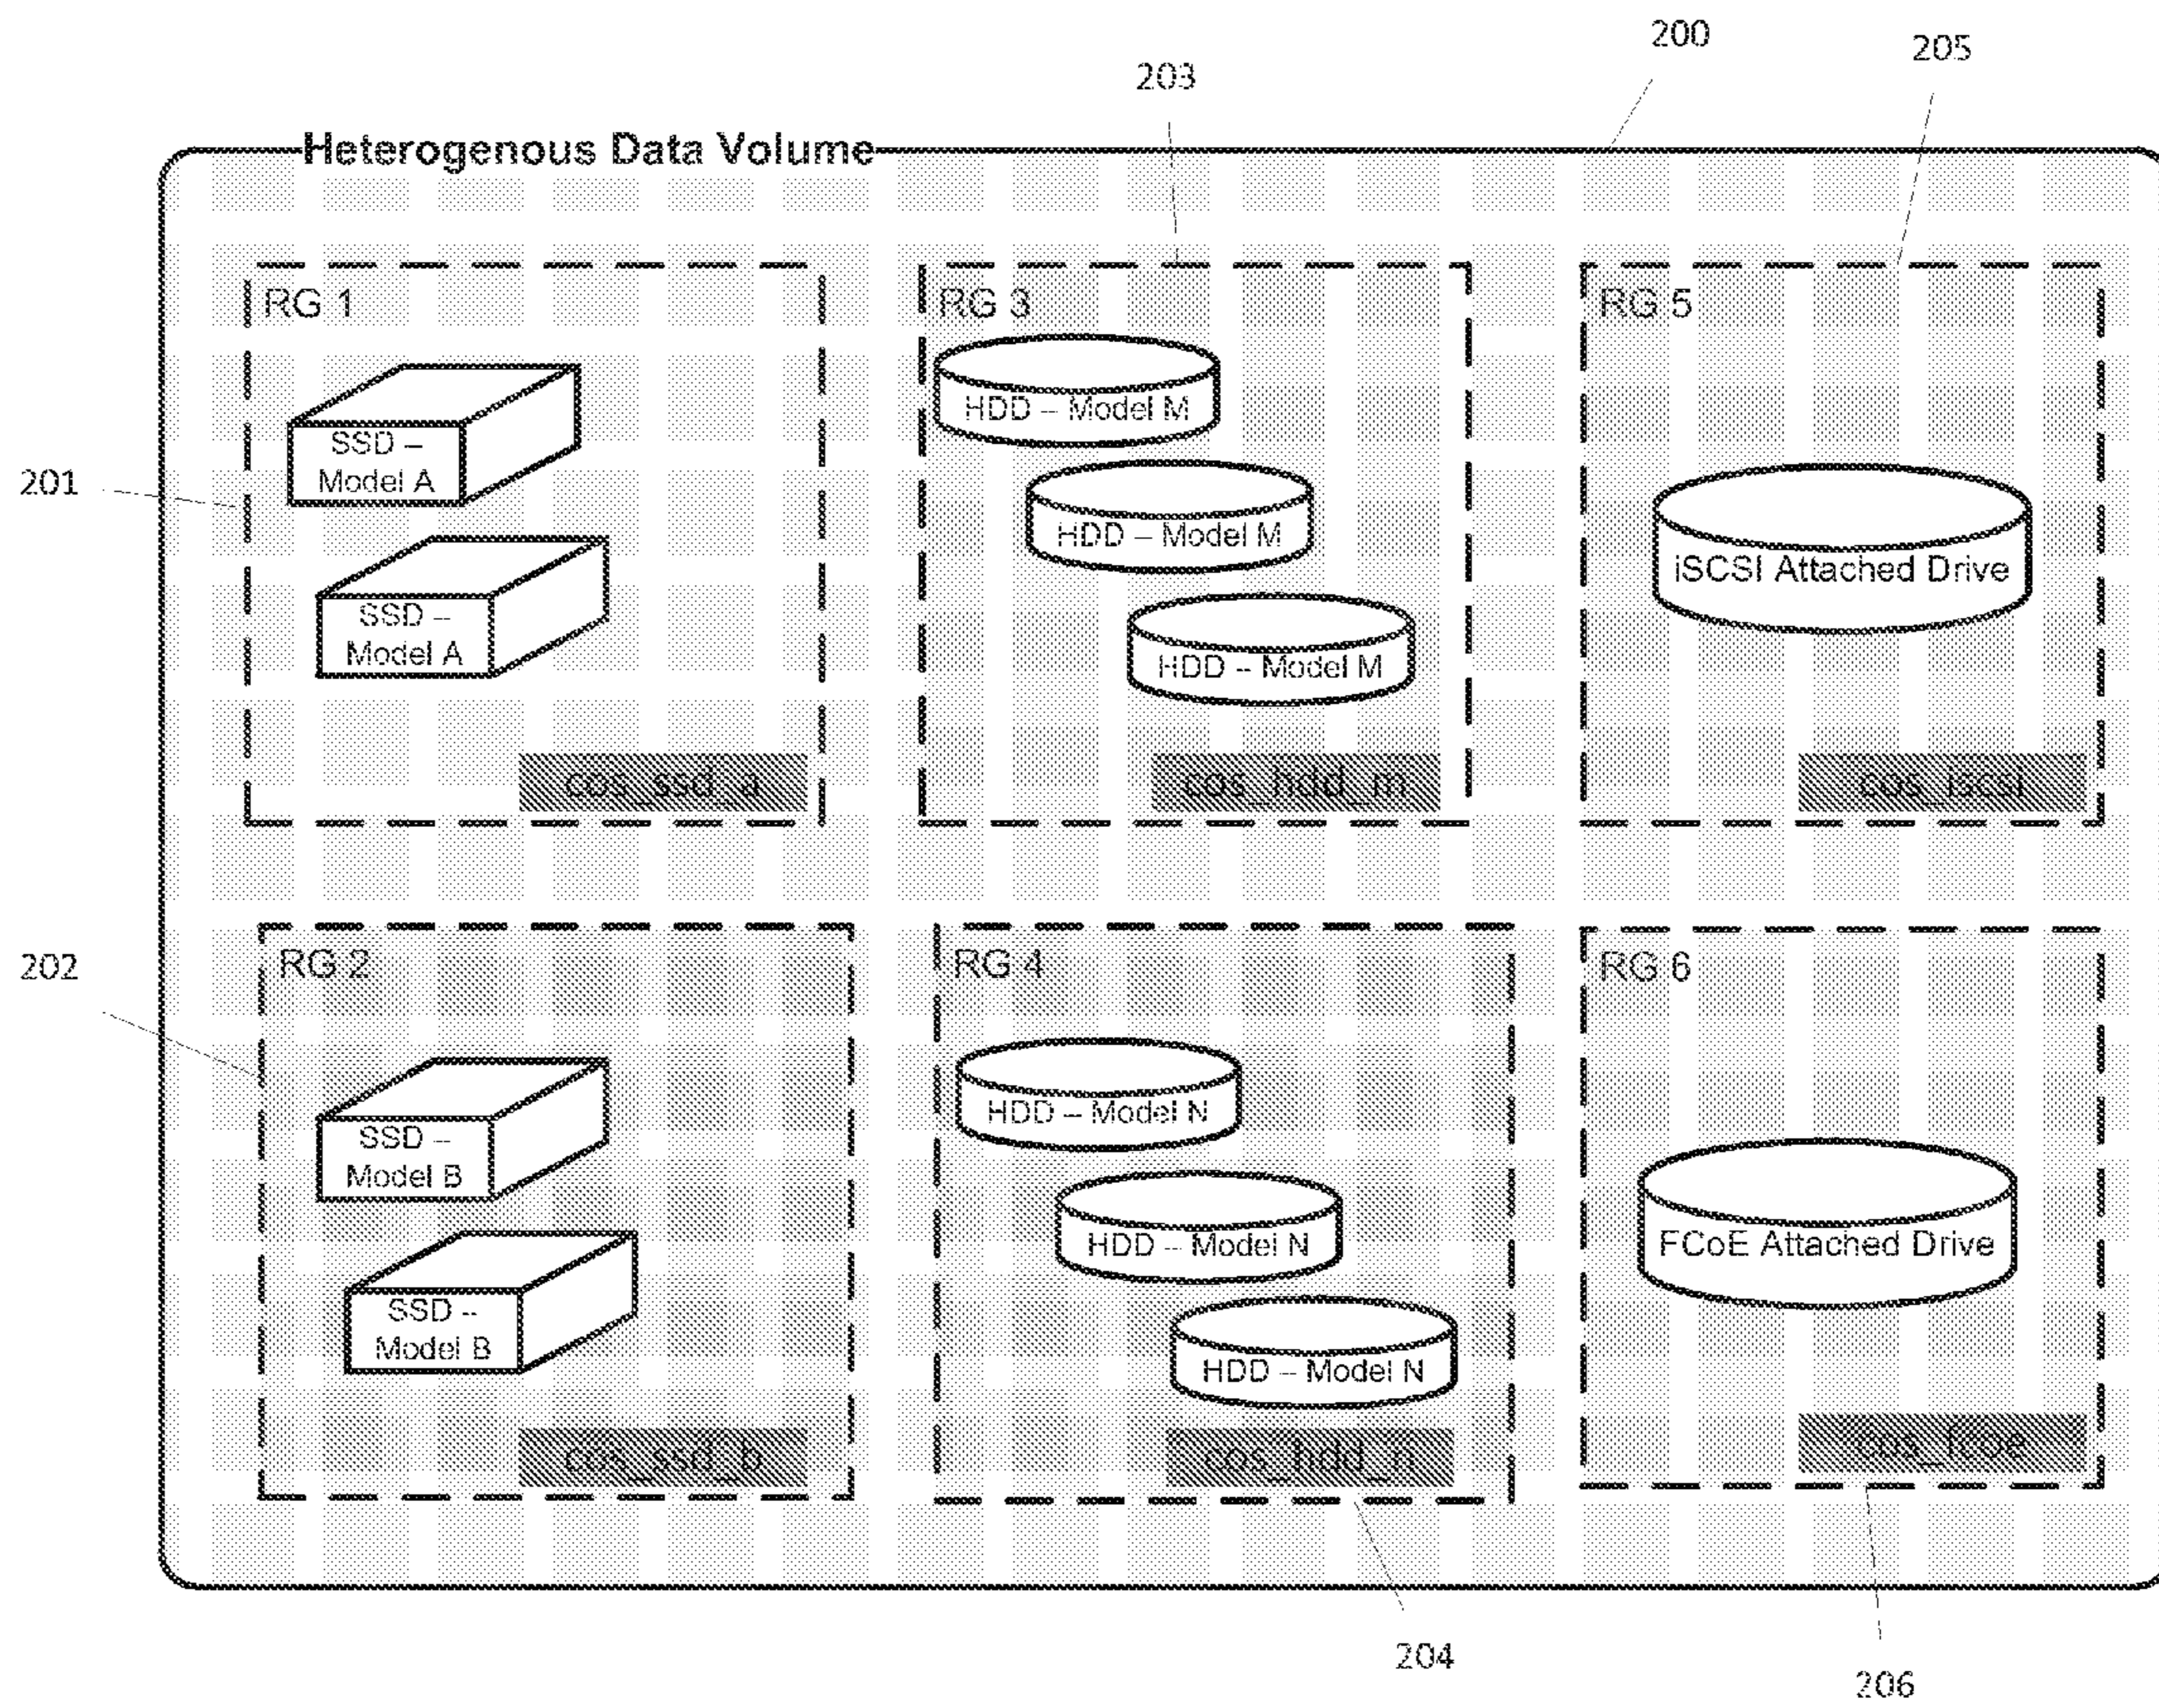 200
205
203
Heterogenous Data Volume
RG 1
SSD –
Model A
SSD –
Model A
cos_ssd_a
201
RG 3
HDD – Model M
HDD – Model M
HDD – Model M
cos_hdd_m
RG 5
iSCSI Attached Drive
cos_iscsi
RG 2
SSD –
Model B
SSD –
Model B
cos_ssd_b
202
RG 4
HDD – Model N
HDD – Model N
HDD – Model N
cos_hdd_n
RG 6
FCoE Attached Drive
cos_fcoe
204
206